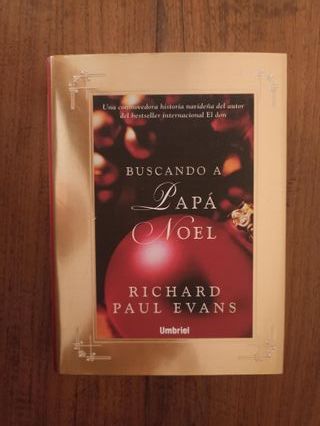 Una conmovedora historia navideña del autor
del bestseller internacional El don
BUSCANDO A
PAPÁ
NOEL
RICHARD
PAUL EVANS
Umbriel